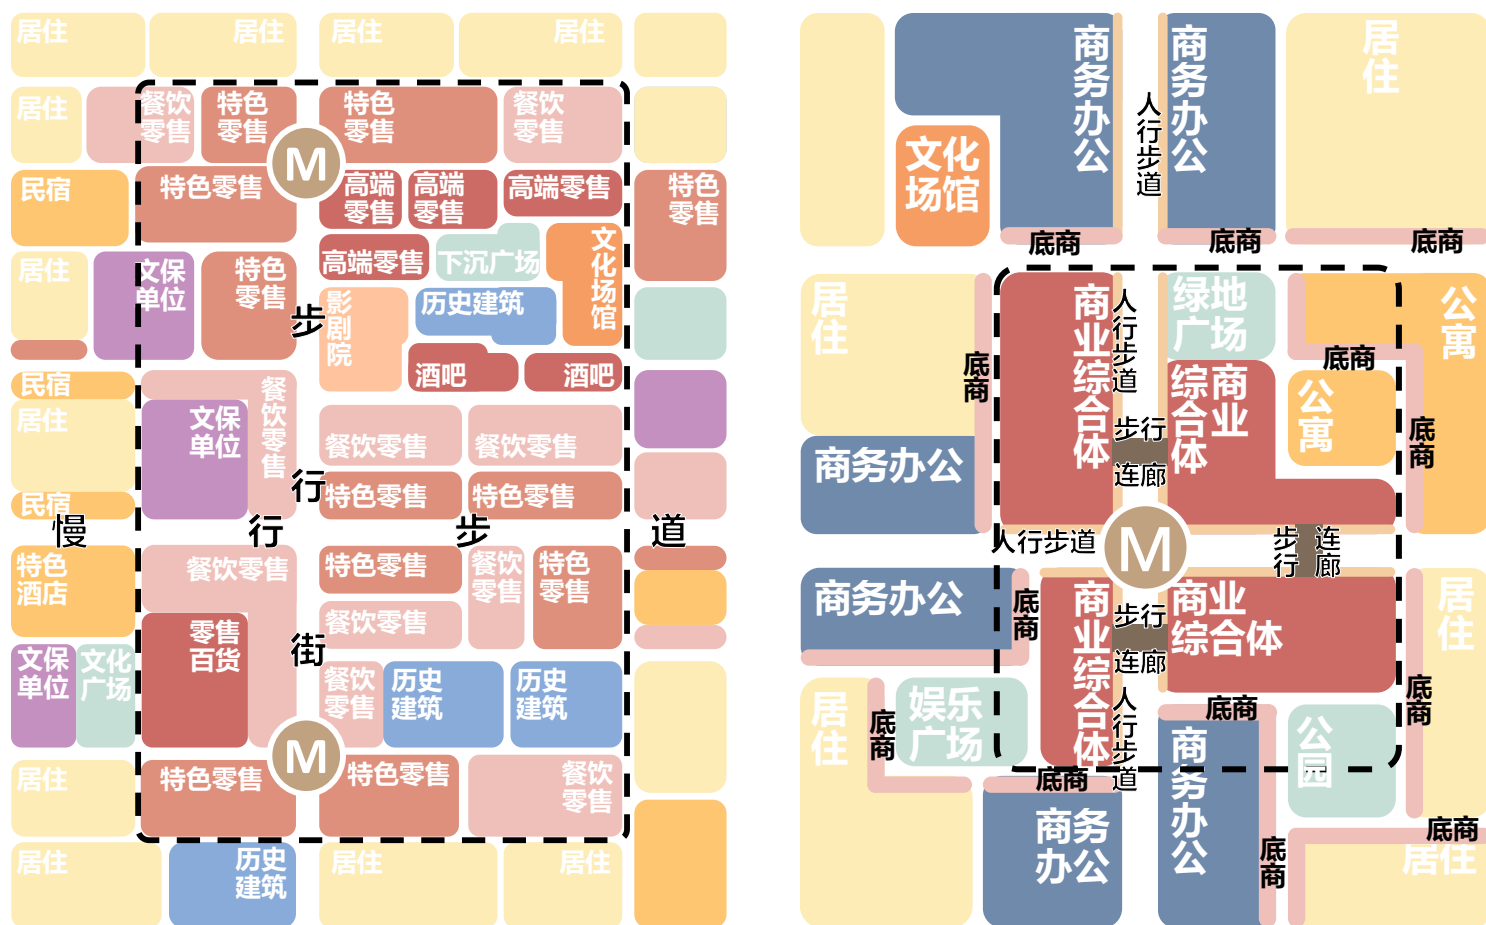 居住
居住
居住
居住
居住
餐饮
零售
特色
零售
M
特色
零售
餐饮
零售
民宿
特色零售
高端
零售
高端
零售
高端零售
特色
零售
居住
文保
单位
特色
零售
高端零售
下沉广场
文化场馆
步
影剧院
历史建筑
酒吧
酒吧
民宿
居住
文保
单位
餐饮零售
餐饮零售
餐饮零售
民宿
行
特色零售
特色零售
慢
行
步
道
特色
酒店
餐饮零售
特色零售
餐饮
零售
特色
零售
餐饮零售
文保
单位
文化
广场
零售
百货
街
餐饮
零售
历史
建筑
历史
建筑
M
居住
特色零售
特色零售
餐饮
零售
居住
历史
建筑
居住
居住
商务办公
人行步道
商务办公
居住
文化
场馆
底商
底商
底商
居住
底商
商业综合体
人行步道
绿地
广场
公寓
底商
综合体
商业
公寓
底商
商务办公
步行
连廊
人行步道
M
步行
连廊
商务办公
底商
商业综合体
步行
连廊
商业
综合体
居住
底商
居住
底商
娱乐
广场
人行步道
底商
商务办公
公园
底商
商务
办公
底商
底商
居住